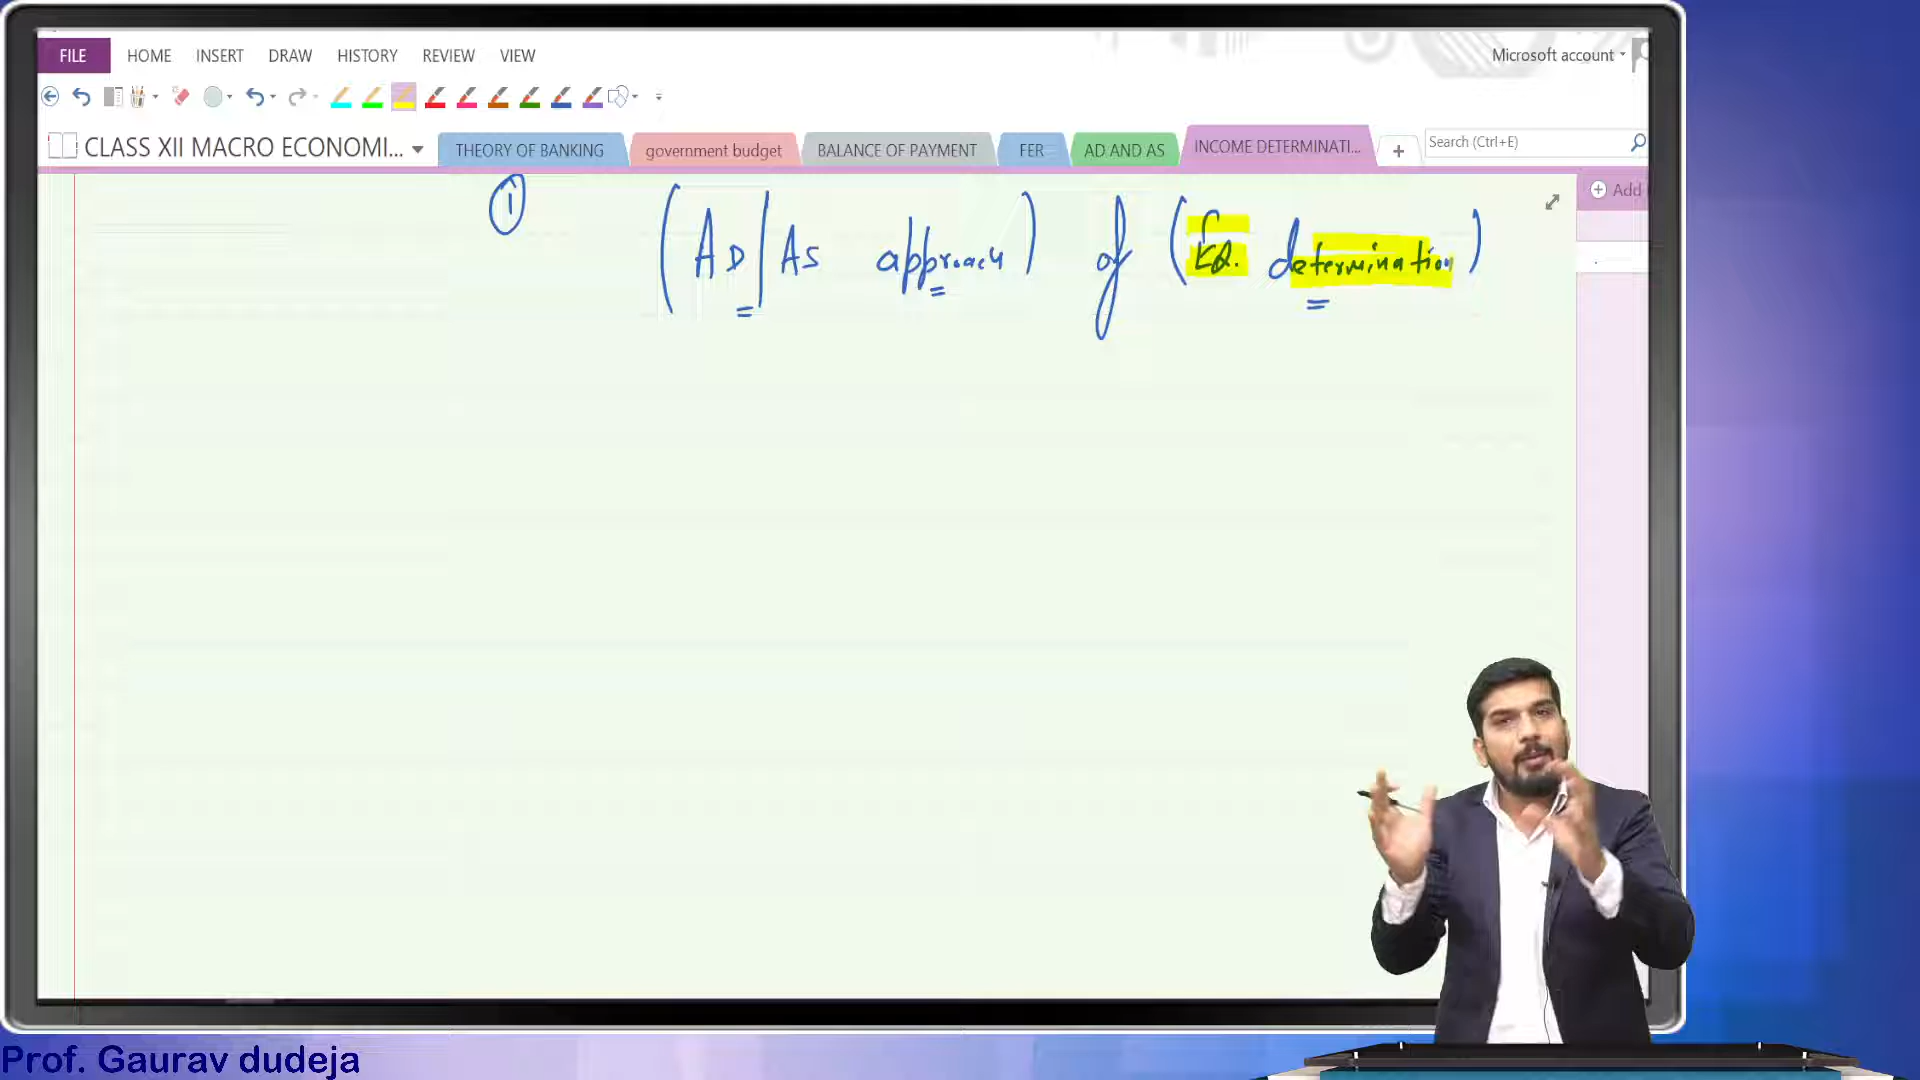 FILE HOME INSERT DRAW HISTORY REVIEW VIEW Microsoft account
CLASS XII MACRO ECONOMI... THEORY OF BANKING government budget BALANCE OF PAYMENT FER AD AND AS INCOME DETERMINATI... + Search (Ctrl+E)
Add
1
(AD|AS approach) of (EQ. determination)
Prof. Gaurav dudeja